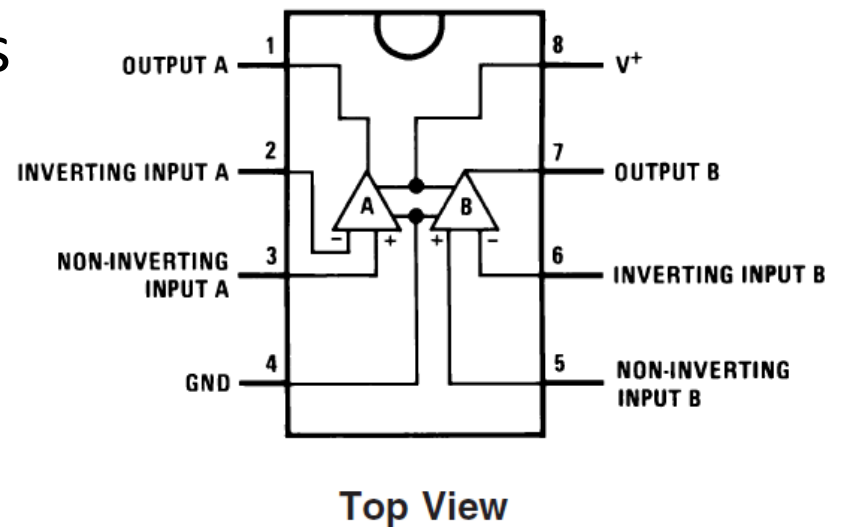 s
1
OUTPUT A
8
V+
2
INVERTING INPUT A
7
OUTPUT B
A
B
−
+
+
−
3
NON-INVERTING
INPUT A
6
INVERTING INPUT B
4
GND
5
NON-INVERTING
INPUT B
Top View